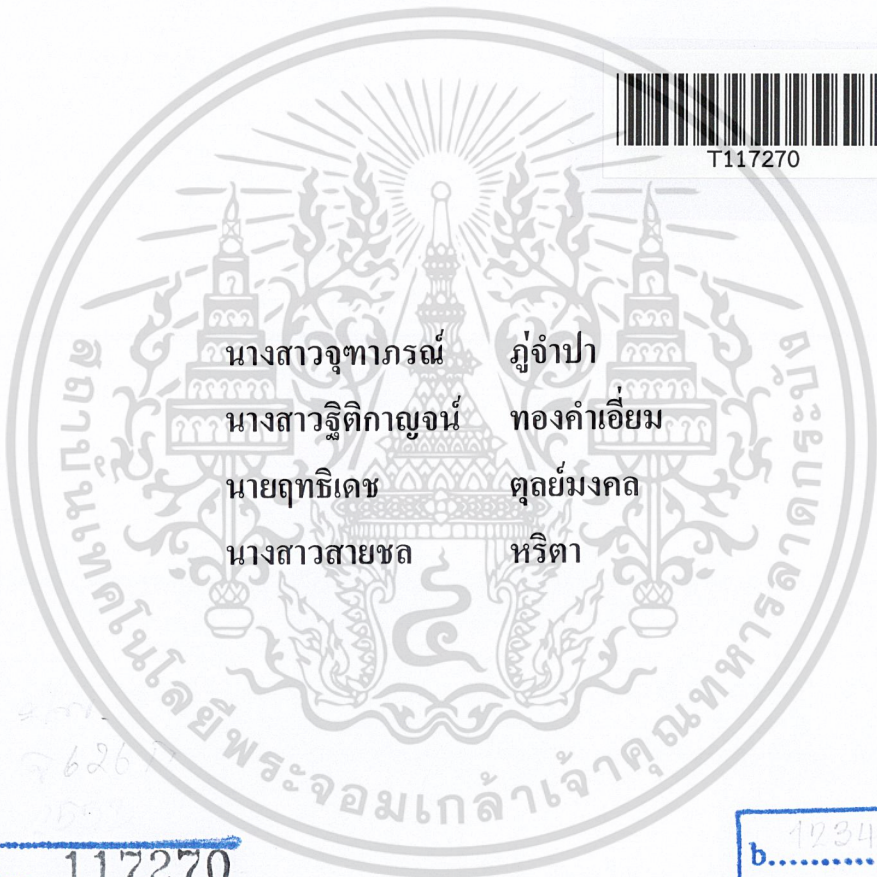 T117270
นางสาวจุฑาภรณ์ ภู่จำปา
นางสาวฐิติกาญจน์ ทองคำเอี่ยม
นายฤทธิเดช ตุลย์มงคล
นางสาวสายชล หริตา
สถาบันเทคโนโลยีพระจอมเกล้าเจ้าคุณทหารลาดกระบัง
๔
117270
b.